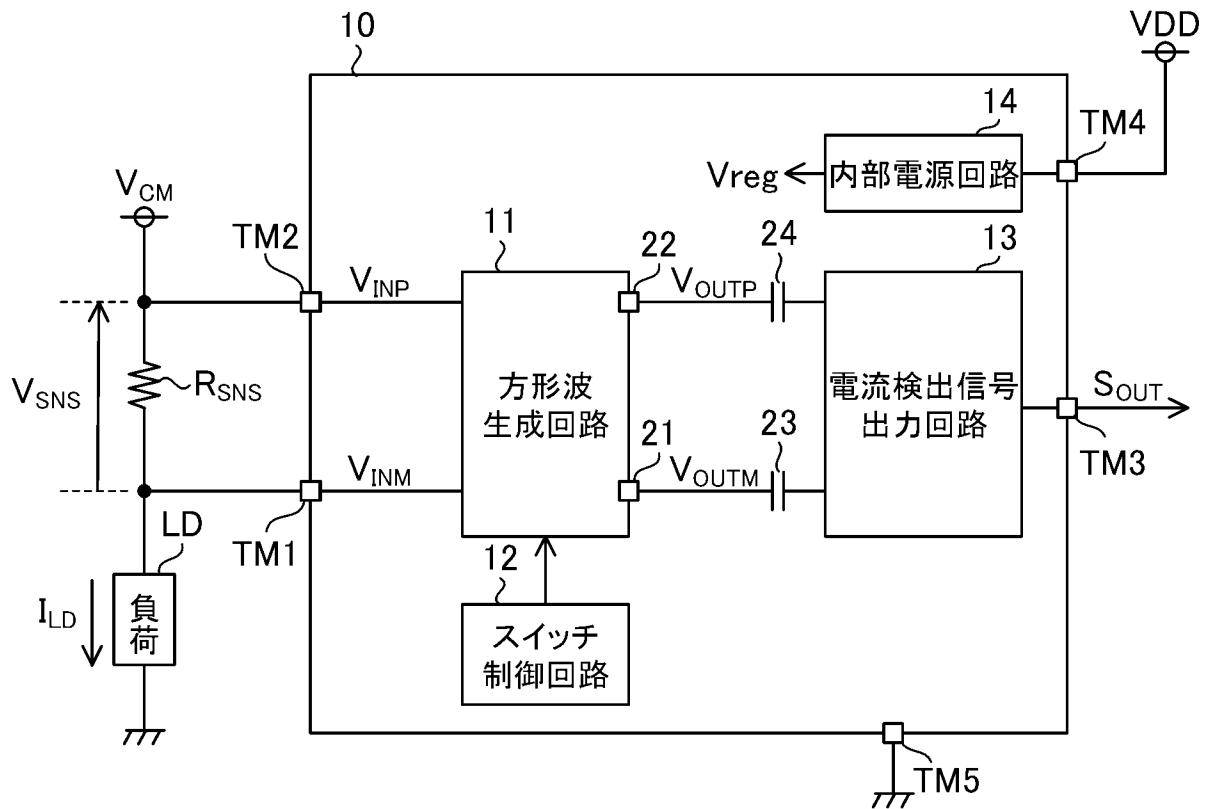 10
VDD
14
TM4
内部電源回路
Vreg
VCM
TM2
11
22
24
13
VINP
VOUTP
VSNS
RSNS
方形波
生成回路
電流検出信号
出力回路
SOUT
TM3
VINM
21
VOUTM
23
TM1
LD
12
ILD
負
荷
スイッチ
制御回路
TM5